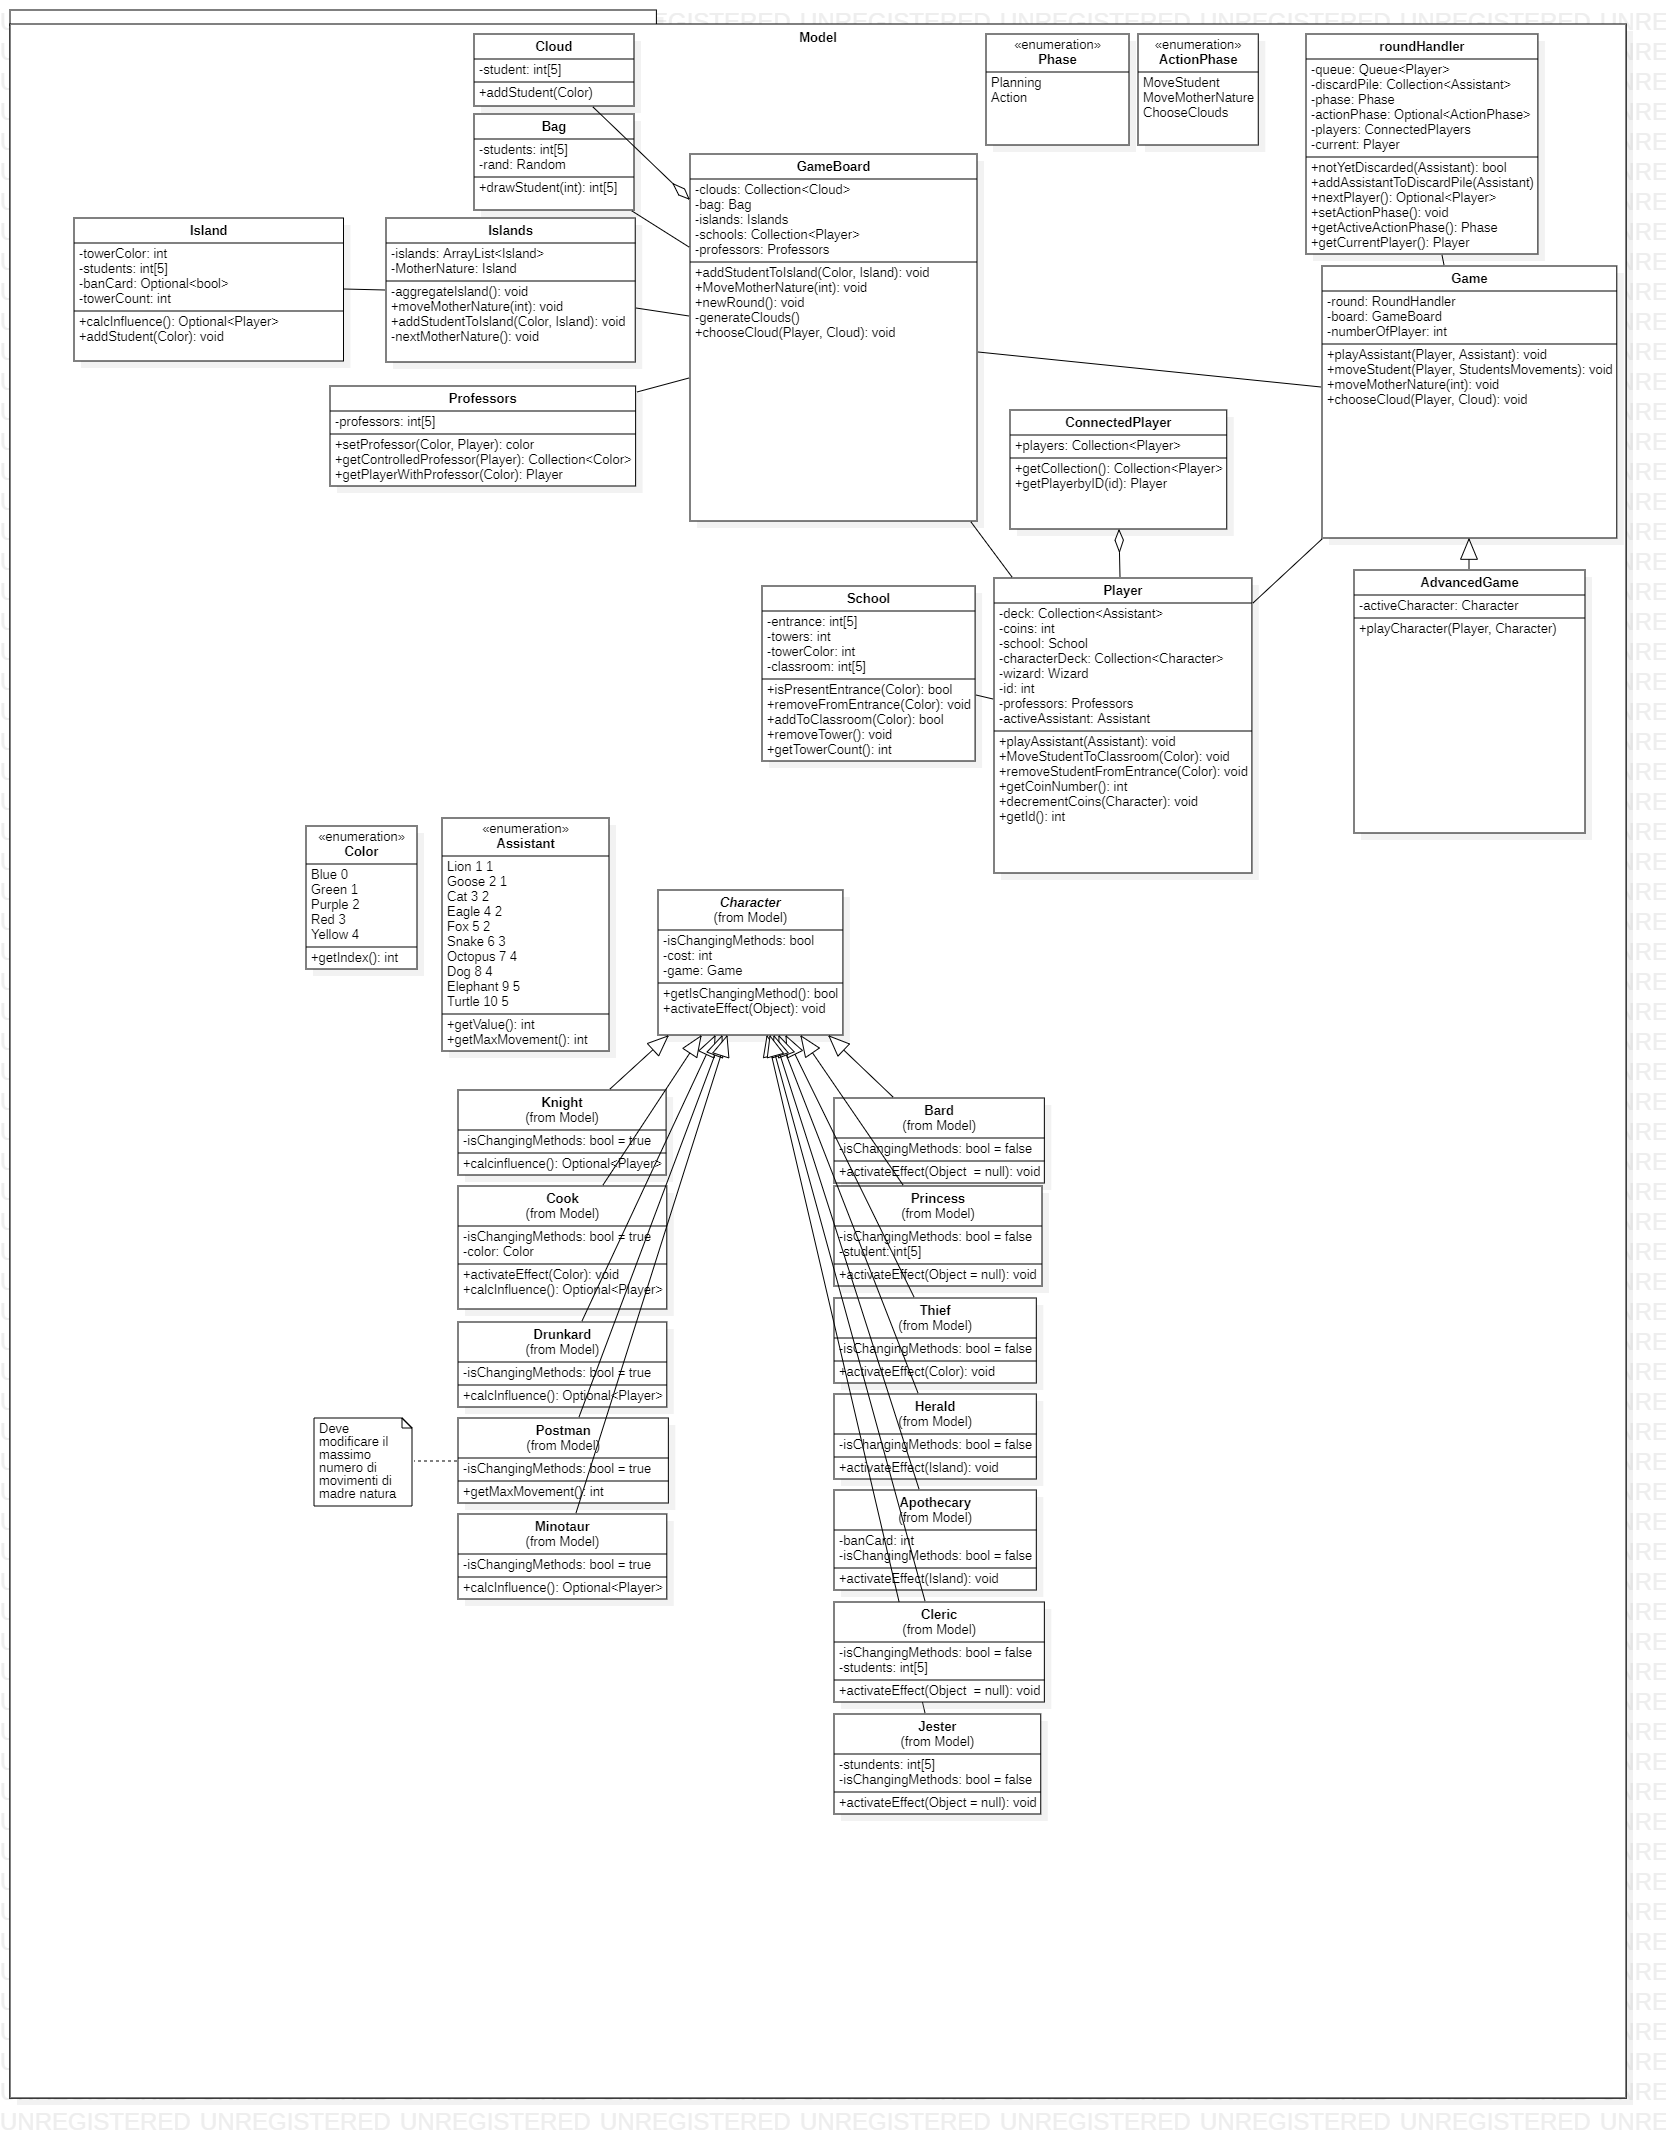 Model
Cloud
-student: int[5]
+addStudent(Color)
Bag
-students: int[5]
-rand: Random
+drawStudent(int): int[5]
«enumeration»
Phase
Planning
Action
«enumeration»
ActionPhase
MoveStudent
MoveMotherNature
ChooseClouds
roundHandler
-queue: Queue<Player>
-discardPile: Collection<Assistant>
-phase: Phase
-actionPhase: Optional<ActionPhase>
-players: ConnectedPlayers
-current: Player
+notYetDiscarded(Assistant): bool
+addAssistantToDiscardPile(Assistant)
+nextPlayer(): Optional<Player>
+setActionPhase(): void
+getActiveActionPhase(): Phase
+getCurrentPlayer(): Player
GameBoard
-clouds: Collection<Cloud>
-bag: Bag
-islands: Islands
-schools: Collection<Player>
-professors: Professors
+addStudentToIsland(Color, Island): void
+MoveMotherNature(int): void
+newRound(): void
-generateClouds()
+chooseCloud(Player, Cloud): void
Island
-towerColor: int
-students: int[5]
-banCard: Optional<bool>
-towerCount: int
+calcInfluence(): Optional<Player>
+addStudent(Color): void
Islands
-islands: ArrayList<Island>
-MotherNature: Island
-aggregateIsland(): void
+moveMotherNature(int): void
+addStudentToIsland(Color, Island): void
-nextMotherNature(): void
Game
-round: RoundHandler
-board: GameBoard
-numberOfPlayer: int
+playAssistant(Player, Assistant): void
+moveStudent(Player, StudentsMovements): void
+moveMotherNature(int): void
+chooseCloud(Player, Cloud): void
Professors
-professors: int[5]
+setProfessor(Color, Player): color
+getControlledProfessor(Player): Collection<Color>
+getPlayerWithProfessor(Color): Player
ConnectedPlayer
+players: Collection<Player>
+getCollection(): Collection<Player>
+getPlayerbyID(id): Player
School
-entrance: int[5]
-towers: int
-towerColor: int
-classroom: int[5]
+isPresentEntrance(Color): bool
+removeFromEntrance(Color): void
+addToClassroom(Color): bool
+removeTower(): void
+getTowerCount(): int
Player
-deck: Collection<Assistant>
-coins: int
-school: School
-characterDeck: Collection<Character>
-wizard: Wizard
-id: int
-professors: Professors
-activeAssistant: Assistant
+playAssistant(Assistant): void
+MoveStudentToClassroom(Color): void
+removeStudentFromEntrance(Color): void
+getCoinNumber(): int
+decrementCoins(Character): void
+getId(): int
AdvancedGame
-activeCharacter: Character
+playCharacter(Player, Character)
«enumeration»
Color
Blue 0
Green 1
Purple 2
Red 3
Yellow 4
+getIndex(): int
«enumeration»
Assistant
Lion 1 1
Goose 2 1
Cat 3 2
Eagle 4 2
Fox 5 2
Snake 6 3
Octopus 7 4
Dog 8 4
Elephant 9 5
Turtle 10 5
+getValue(): int
+getMaxMovement(): int
Character
(from Model)
-isChangingMethods: bool
-cost: int
-game: Game
+getIsChangingMethod(): bool
+activateEffect(Object): void
Knight
(from Model)
-isChangingMethods: bool = true
+calcinfluence(): Optional<Player>
Cook
(from Model)
-isChangingMethods: bool = true
-color: Color
+activateEffect(Color): void
+calcInfluence(): Optional<Player>
Drunkard
(from Model)
-isChangingMethods: bool = true
+calcInfluence(): Optional<Player>
Deve
modificare il
massimo
numero di
movimenti di
madre natura
Postman
(from Model)
-isChangingMethods: bool = true
+getMaxMovement(): int
Minotaur
(from Model)
-isChangingMethods: bool = true
+calcInfluence(): Optional<Player>
Bard
(from Model)
-isChangingMethods: bool = false
+activateEffect(Object  = null): void
Princess
(from Model)
-isChangingMethods: bool = false
-student: int[5]
+activateEffect(Object = null): void
Thief
(from Model)
-isChangingMethods: bool = false
+activateEffect(Color): void
Herald
(from Model)
-isChangingMethods: bool = false
+activateEffect(Island): void
Apothecary
(from Model)
-banCard: int
-isChangingMethods: bool = false
+activateEffect(Island): void
Cleric
(from Model)
-isChangingMethods: bool = false
-students: int[5]
+activateEffect(Object  = null): void
Jester
(from Model)
-stundents: int[5]
-isChangingMethods: bool = false
+activateEffect(Object = null): void
UNREGISTERED UNREGISTERED UNREGISTERED UNREGISTERED UNREGISTERED UNREGISTERED UNREGISTERED UNREGISTERED